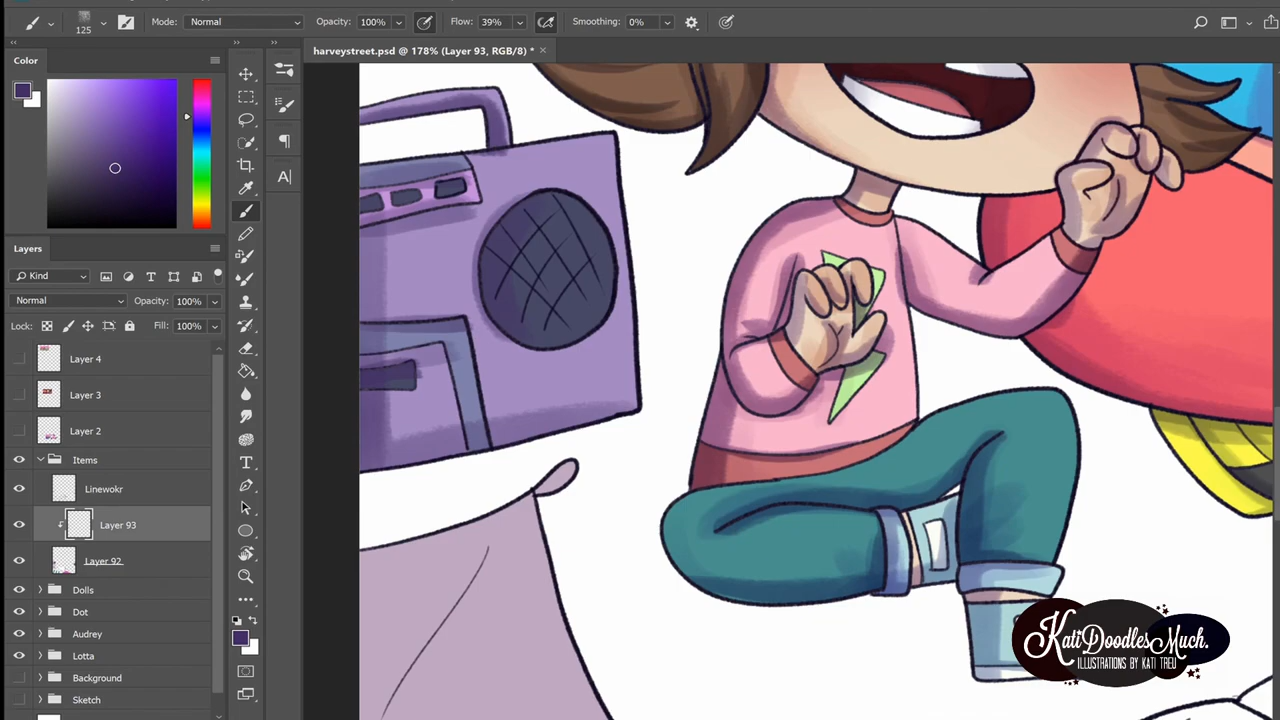 125
Mode: Normal
Opacity: 100%
Flow: 39%
Smoothing: 0%
Color
harveystreet.psd @ 178% (Layer 93, RGB/8) *
Layers
Kind
Normal
Opacity: 100%
Lock:
Fill: 100%
Layer 4
Layer 3
Layer 2
Items
Linewokr
Layer 93
Layer 92
Dolls
Dot
Audrey
Lotta
Background
Sketch
KatiDoodlesMuch.
ILLUSTRATIONS BY KATI TREU